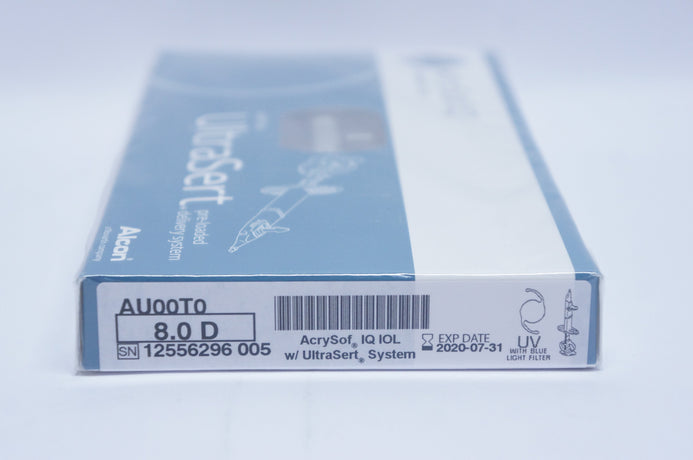 UltraSert
pre-loaded
delivery system
Alcon
AU00T0
8.0 D
SN 12556296 005
AcrySof® IQ IOL
w/ UltraSert® System
EXP DATE
2020-07-31
UV
WITH BLUE
LIGHT FILTER